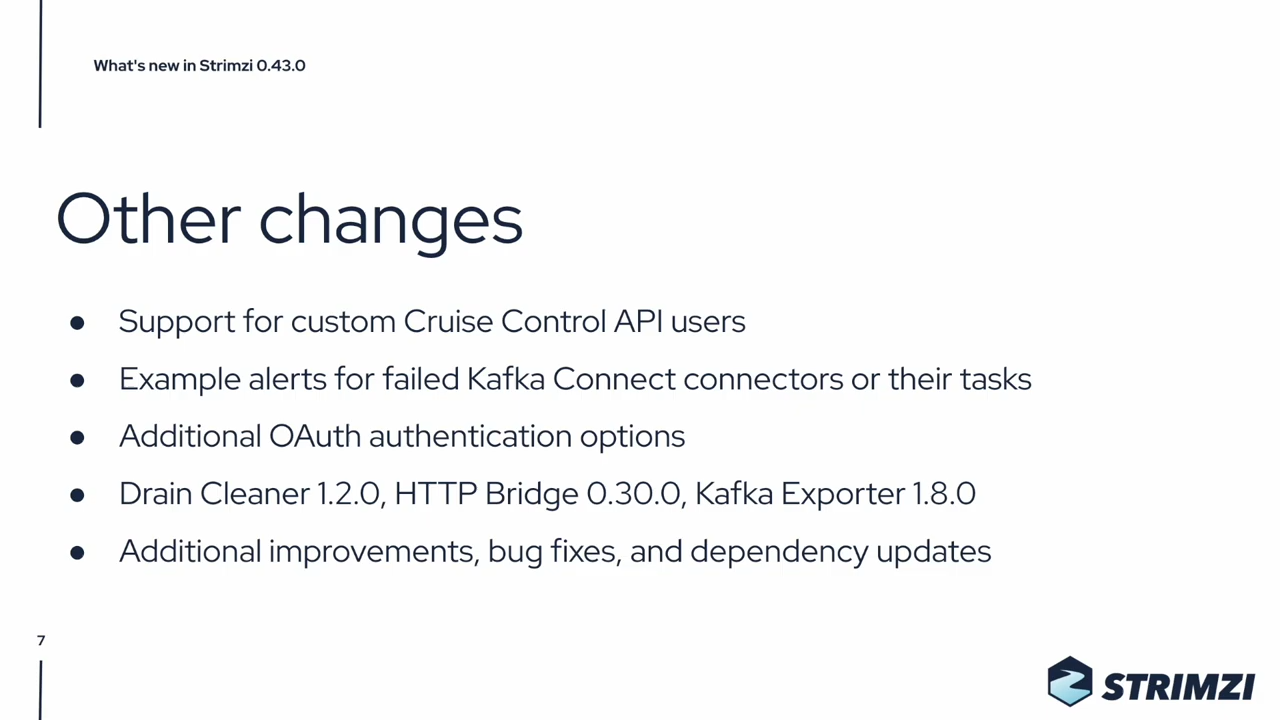 What's new in Strimzi 0.43.0
Other changes
● Support for custom Cruise Control API users
● Example alerts for failed Kafka Connect connectors or their tasks
● Additional OAuth authentication options
● Drain Cleaner 1.2.0, HTTP Bridge 0.30.0, Kafka Exporter 1.8.0
● Additional improvements, bug fixes, and dependency updates
7
STRIMZI